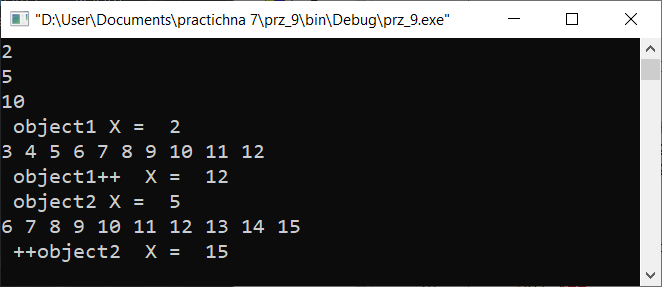 "D:\User\Documents\practichna 7\prz_9\bin\Debug\prz_9.exe"
2
5
10
object1 X =  2
3 4 5 6 7 8 9 10 11 12
object1++  X =  12
object2 X =  5
6 7 8 9 10 11 12 13 14 15
++object2  X =  15